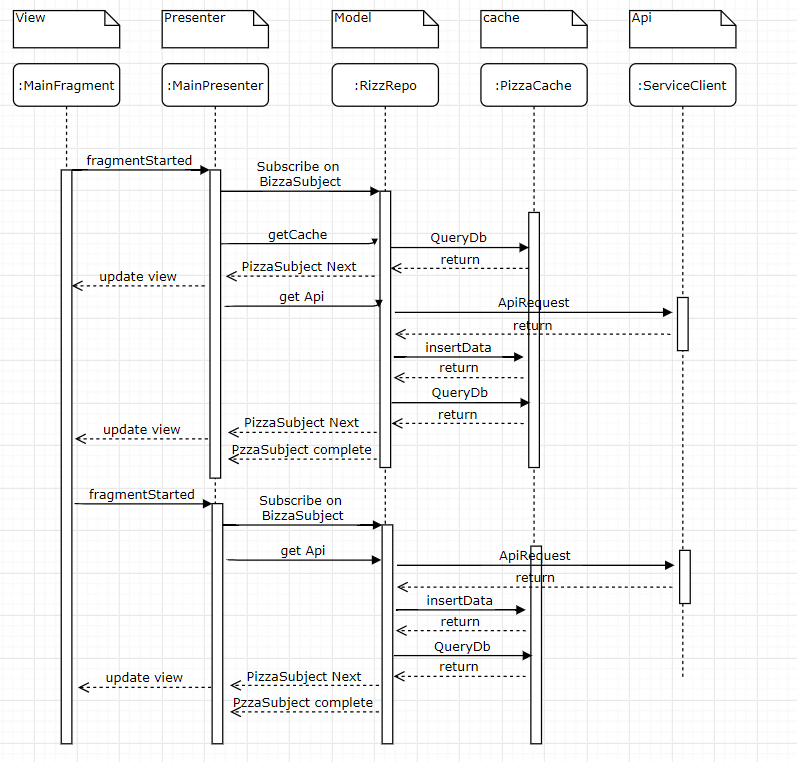 View
Presenter
Model
cache
Api
:MainFragment
:MainPresenter
:RizzRepo
:PizzaCache
:ServiceClient
fragmentStarted
Subscribe on
BizzaSubject
getCache
QueryDb
return
PizzaSubject Next
update view
get Api
ApiRequest
return
insertData
return
QueryDb
return
PizzaSubject Next
update view
PzzaSubject complete
fragmentStarted
Subscribe on
BizzaSubject
get Api
ApiRequest
return
insertData
return
QueryDb
return
PizzaSubject Next
update view
PzzaSubject complete